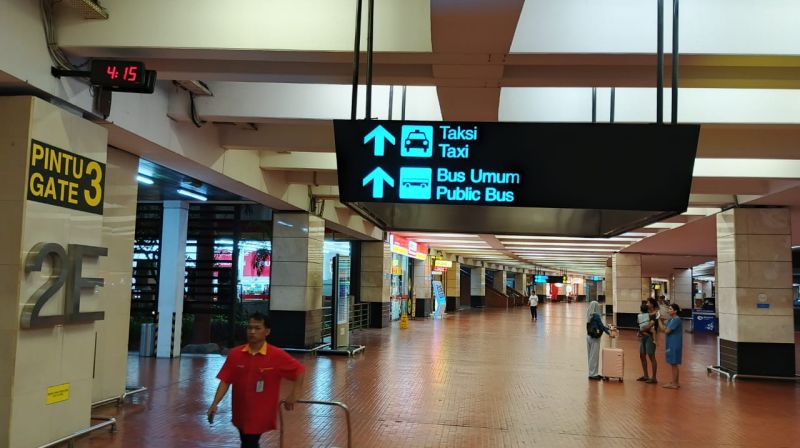 4:15
PINTU
GATE 3
2E
Taksi
Taxi
Bus Umum
Public Bus